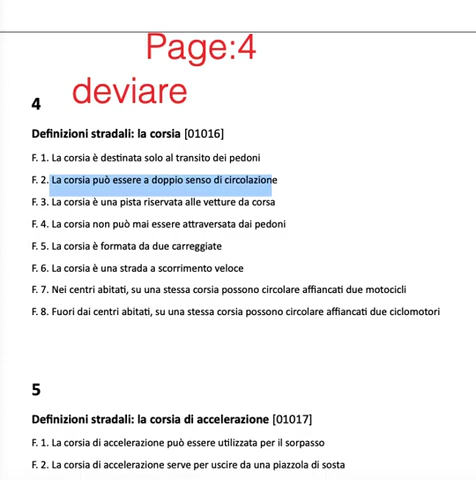 Page:4
deviare
4
Definizioni stradali: la corsia [01016]
F. 1. La corsia è destinata solo al transito dei pedoni
F. 2. La corsia può essere a doppio senso di circolazione
F. 3. La corsia è una pista riservata alle vetture da corsa
F. 4. La corsia non può mai essere attraversata dai pedoni
F. 5. La corsia è formata da due carreggiate
F. 6. La corsia è una strada a scorrimento veloce
F. 7. Nei centri abitati, su una stessa corsia possono circolare affiancati due motocicli
F. 8. Fuori dai centri abitati, su una stessa corsia possono circolare affiancati due ciclomotori
5
Definizioni stradali: la corsia di accelerazione [01017]
F. 1. La corsia di accelerazione può essere utilizzata per il sorpasso
F. 2. La corsia di accelerazione serve per uscire da una piazzola di sosta